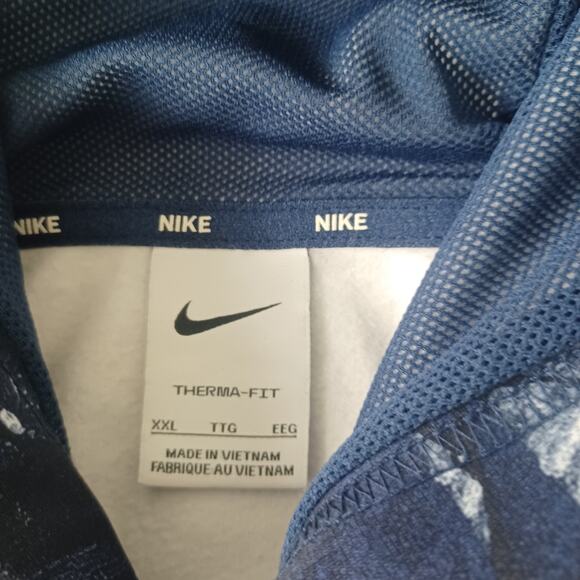 NIKE NIKE NIKE
THERMA-FIT
XXL TTG EEG
MADE IN VIETNAM
FABRIQUE AU VIETNAM